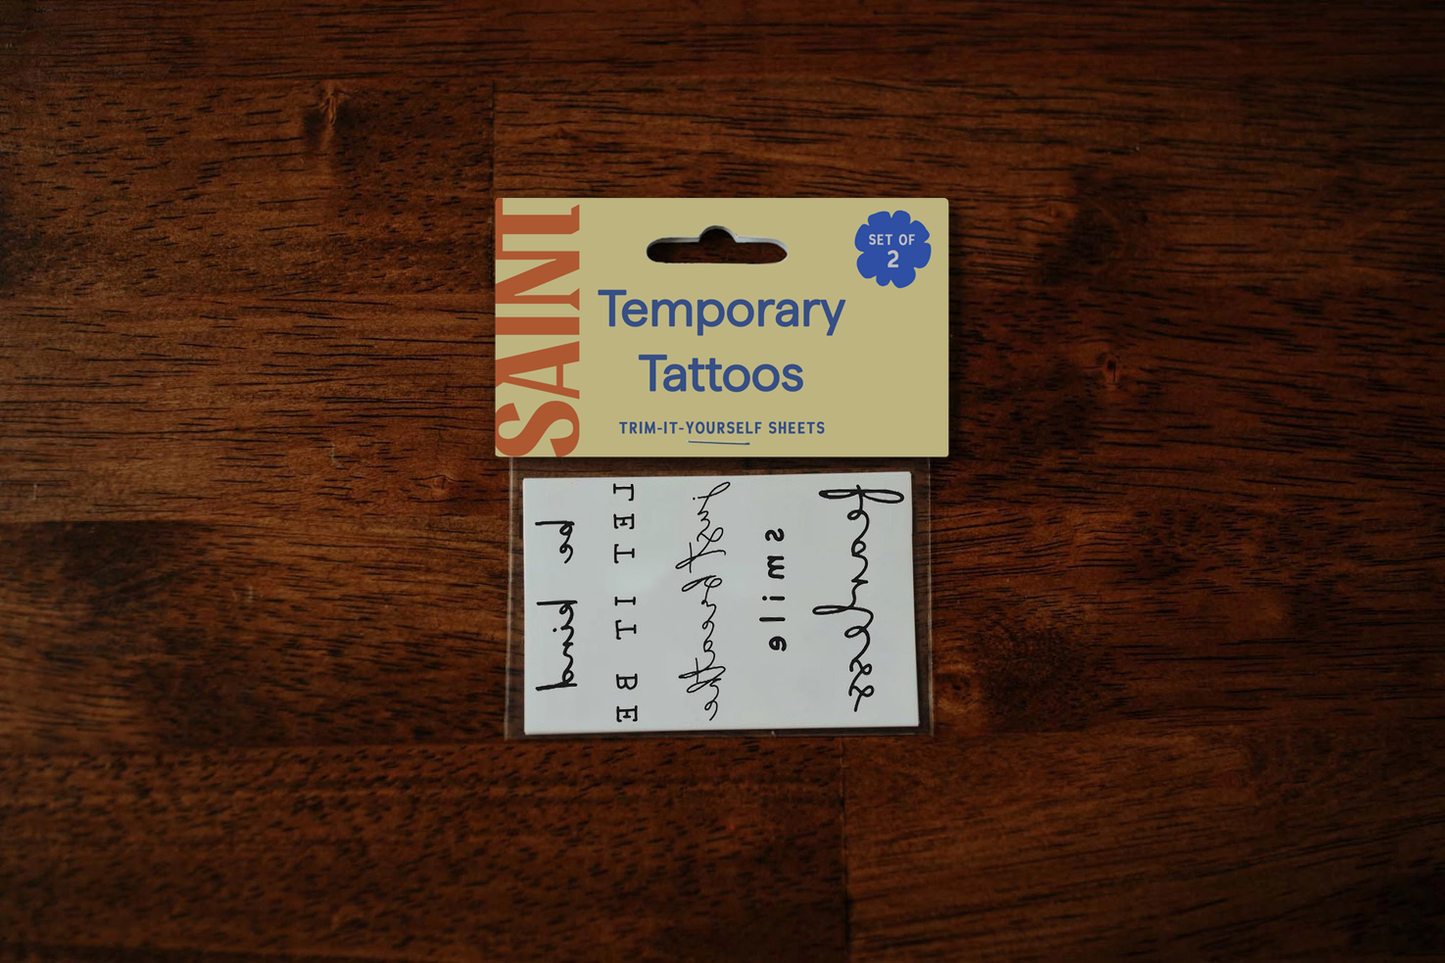 SAINT
SET OF
2
Temporary
Tattoos
TRIM-IT-YOURSELF SHEETS
be kind
LET IT BE
just breathe
smile
fearless